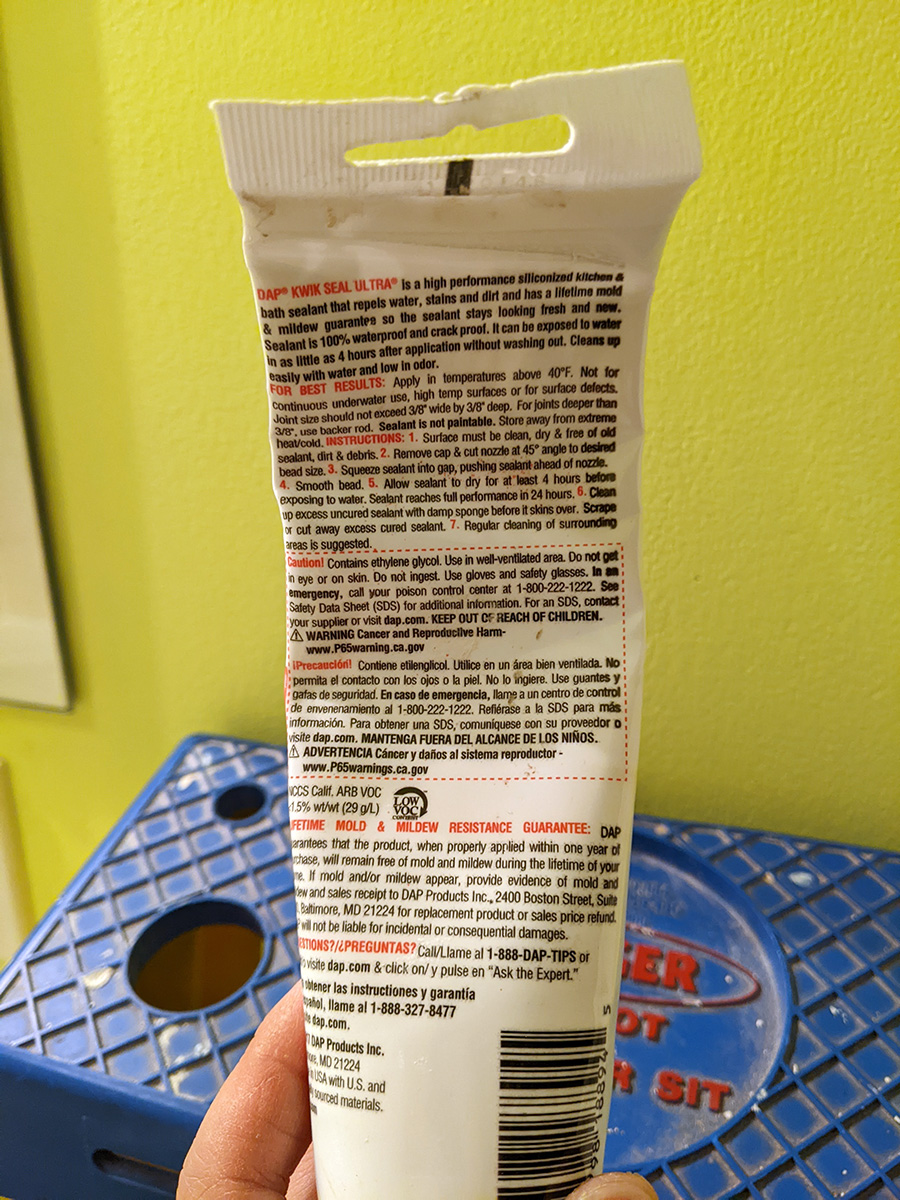 DAP® KWIK SEAL ULTRA® is a high performance siliconized kitchen &
bath sealant that repels water, stains and dirt and has a lifetime mold
& mildew guarantee so the sealant stays looking fresh and new.
Sealant is 100% waterproof and crack proof. It can be exposed to water
in as little as 4 hours after application without washing out. Cleans up
easily with water and low in odor.
FOR BEST RESULTS: Apply in temperatures above 40°F. Not for
continuous underwater use, high temp surfaces or for surface defects.
Joint size should not exceed 3/8" wide by 3/8" deep. For joints deeper than
3/8", use backer rod. Sealant is not paintable. Store away from extreme
heat/cold. INSTRUCTIONS: 1. Surface must be clean, dry & free of old
sealant, dirt & debris. 2. Remove cap & cut nozzle at 45° angle to desired
bead size. 3. Squeeze sealant into gap, pushing sealant ahead of nozzle.
4. Smooth bead. 5. Allow sealant to dry for at least 4 hours before
exposing to water. Sealant reaches full performance in 24 hours. 6. Clean
up excess uncured sealant with damp sponge before it skins over. Scrape
or cut away excess cured sealant. 7. Regular cleaning of surrounding
areas is suggested.
Caution! Contains ethylene glycol. Use in well-ventilated area. Do not get
in eye or on skin. Do not ingest. Use gloves and safety glasses. In an
emergency, call your poison control center at 1-800-222-1222. See
Safety Data Sheet (SDS) for additional information. For an SDS, contact
your supplier or visit dap.com. KEEP OUT OF REACH OF CHILDREN.
⚠ WARNING Cancer and Reproductive Harm-
www.P65warning.ca.gov
¡Precaución! Contiene etilenglicol. Utilice en un área bien ventilada. No
permita el contacto con los ojos o la piel. No lo ingiere. Use guantes y
gafas de seguridad. En caso de emergencia, llame a un centro de control
de envenenamiento al 1-800-222-1222. Refiérase a la SDS para más
información. Para obtener una SDS, comuníquese con su proveedor o
visite dap.com. MANTENGA FUERA DEL ALCANCE DE LOS NIÑOS.
⚠ ADVERTENCIA Cáncer y daños al sistema reproductor -
www.P65warnings.ca.gov
CCS Calif. ARB VOC
1.5% wt/wt (29 g/L)
LOW
VOC
CONTENT
FETIME MOLD & MILDEW RESISTANCE GUARANTEE: DAP
arantees that the product, when properly applied within one year of
rchase, will remain free of mold and mildew during the lifetime of your
me. If mold and/or mildew appear, provide evidence of mold and
dew and sales receipt to DAP Products Inc., 2400 Boston Street, Suite
Baltimore, MD 21224 for replacement product or sales price refund.
will not be liable for incidental or consequential damages.
ESTIONS?/¿PREGUNTAS? Call/Llame al 1-888-DAP-TIPS or
visite dap.com & click on/ y pulse en "Ask the Expert."
obtener las instructiones y garantía
pañol, llame al 1-888-327-8477
dap.com.
DAP Products Inc.
ore, MD 21224
USA with U.S. and
sourced materials.
GER
OT
R SIT